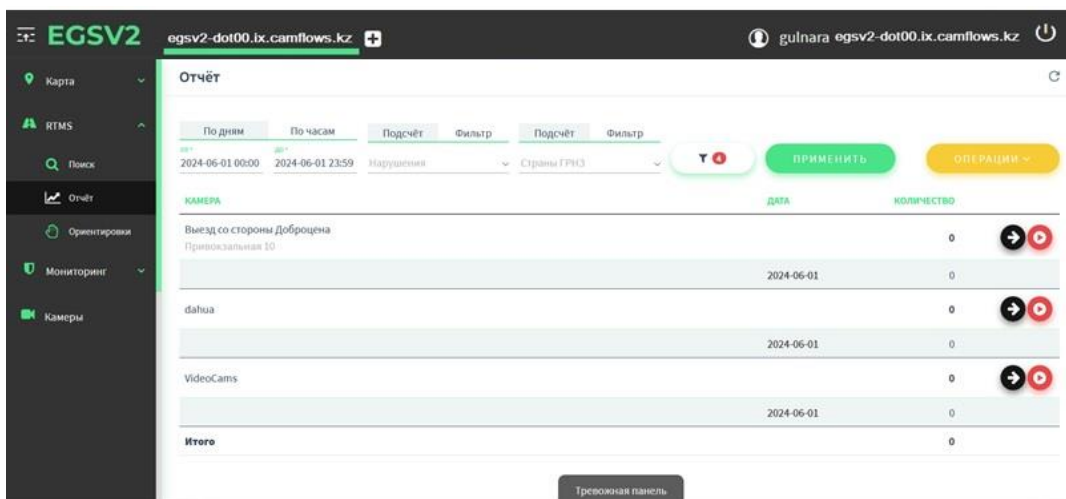 EGSV2
egsv2-dot00.ix.camflows.kz
gulnara egsv2-dot00.ix.camflows.kz
Карта
RTMS
Поиск
Отчёт
Ориентировки
Мониторинг
Камеры
Отчёт
По дням По часам Подсчёт Фильтр Подсчёт Фильтр
от * до *
2024-06-01 00:00 2024-06-01 23:59 Нарушения Страны ГРНЗ 4 ПРИМЕНИТЬ ОПЕРАЦИИ
КАМЕРА ДАТА КОЛИЧЕСТВО
Выезд со стороны Доброцена 0
Привокзальная 10
2024-06-01 0
dahua 0
2024-06-01 0
VideoCams 0
2024-06-01 0
Итого 0
Тревожная панель